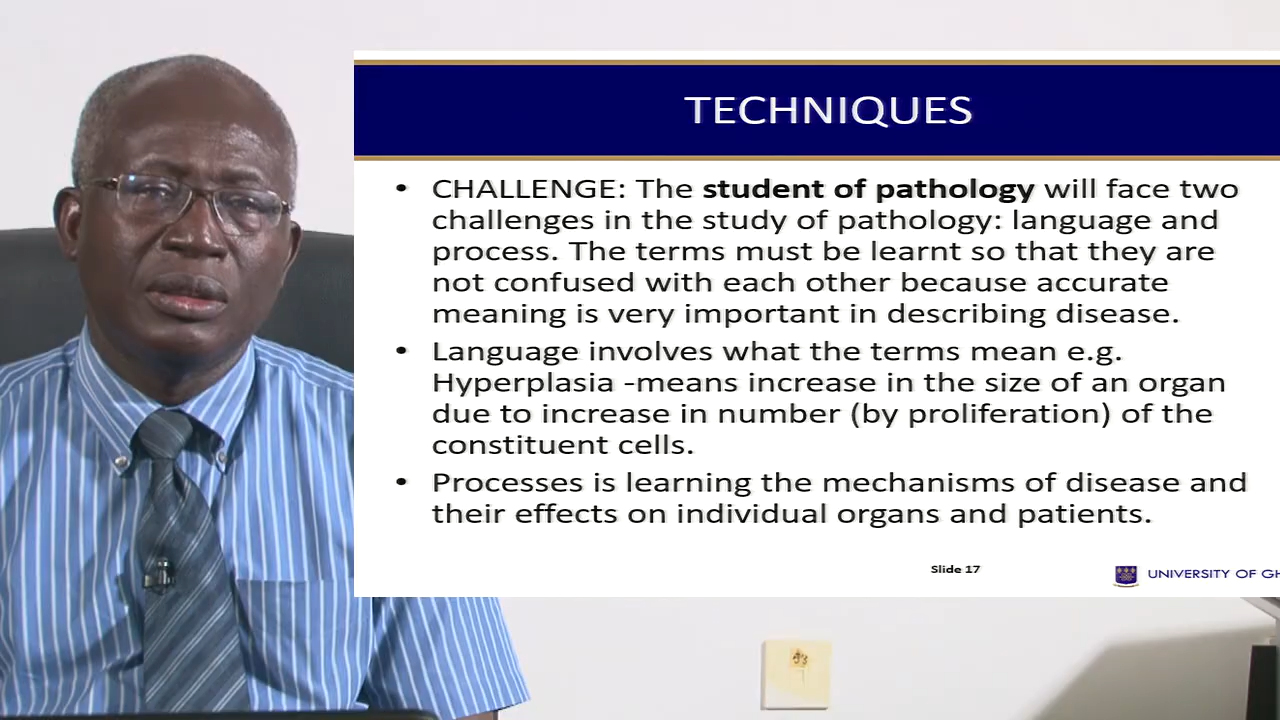 TECHNIQUES
• CHALLENGE: The student of pathology will face two
challenges in the study of pathology: language and
process. The terms must be learnt so that they are
not confused with each other because accurate
meaning is very important in describing disease.
• Language involves what the terms mean e.g.
Hyperplasia -means increase in the size of an organ
due to increase in number (by proliferation) of the
constituent cells.
• Processes is learning the mechanisms of disease and
their effects on individual organs and patients.
Slide 17
UNIVERSITY OF GH